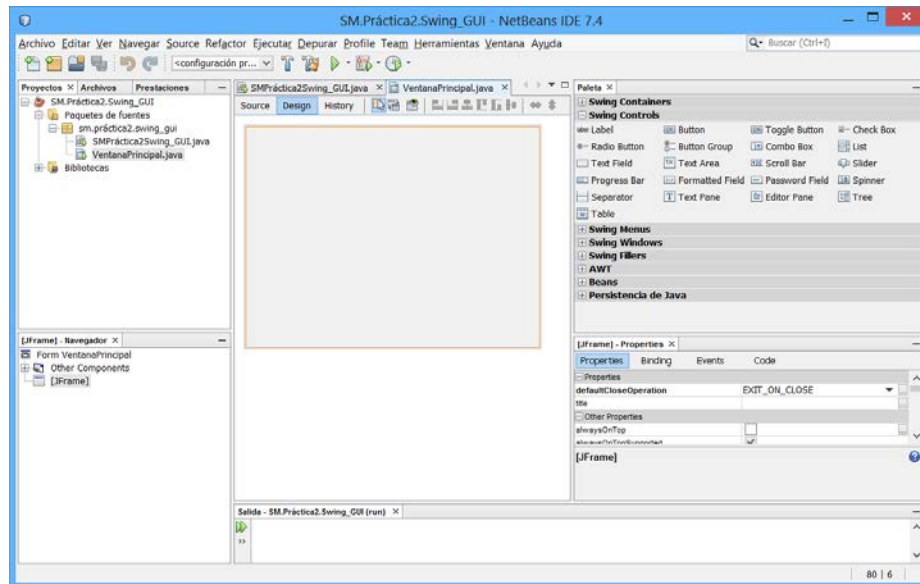 SM.Práctica2.Swing_GUI - NetBeans IDE 7.4
Archivo Editar Ver Navegar Source Refactor Ejecutar Depurar Profile Team Herramientas Ventana Ayuda
Buscar (Ctrl+I)
<configuración pr...
Proyectos Archivos Prestaciones
SM.Práctica2.Swing_GUI
Paquetes de fuentes
sm.práctica2.swing_gui
SMPráctica2Swing_GUI.java
VentanaPrincipal.java
Bibliotecas
SMPráctica2Swing_GUI.java VentanaPrincipal.java
Source Design History
Paleta
Swing Containers
Swing Controls
Label Button Toggle Button Check Box
Radio Button Button Group Combo Box List
Text Field Text Area Scroll Bar Slider
Progress Bar Formatted Field Password Field Spinner
Separator Text Pane Editor Pane Tree
Table
Swing Menus
Swing Windows
Swing Fillers
AWT
Beans
Persistencia de Java
[JFrame] - Navegador
Form VentanaPrincipal
Other Components
[JFrame]
[JFrame] - Properties
Properties Binding Events Code
Properties
defaultCloseOperation EXIT_ON_CLOSE
title
Other Properties
alwaysOnTop
alwaysOnTopSupported
[JFrame]
Salida - SM.Práctica2.Swing_GUI (run)
80 | 6